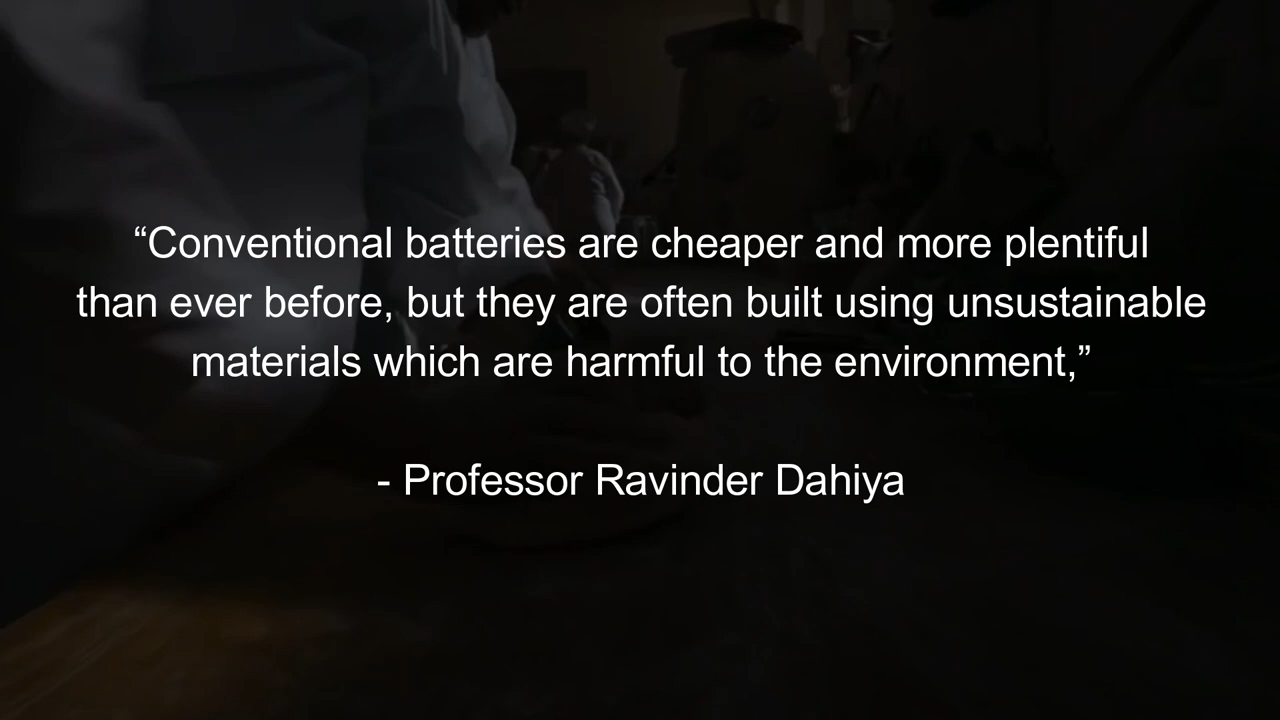 “Conventional batteries are cheaper and more plentiful
than ever before, but they are often built using unsustainable
materials which are harmful to the environment,”
- Professor Ravinder Dahiya